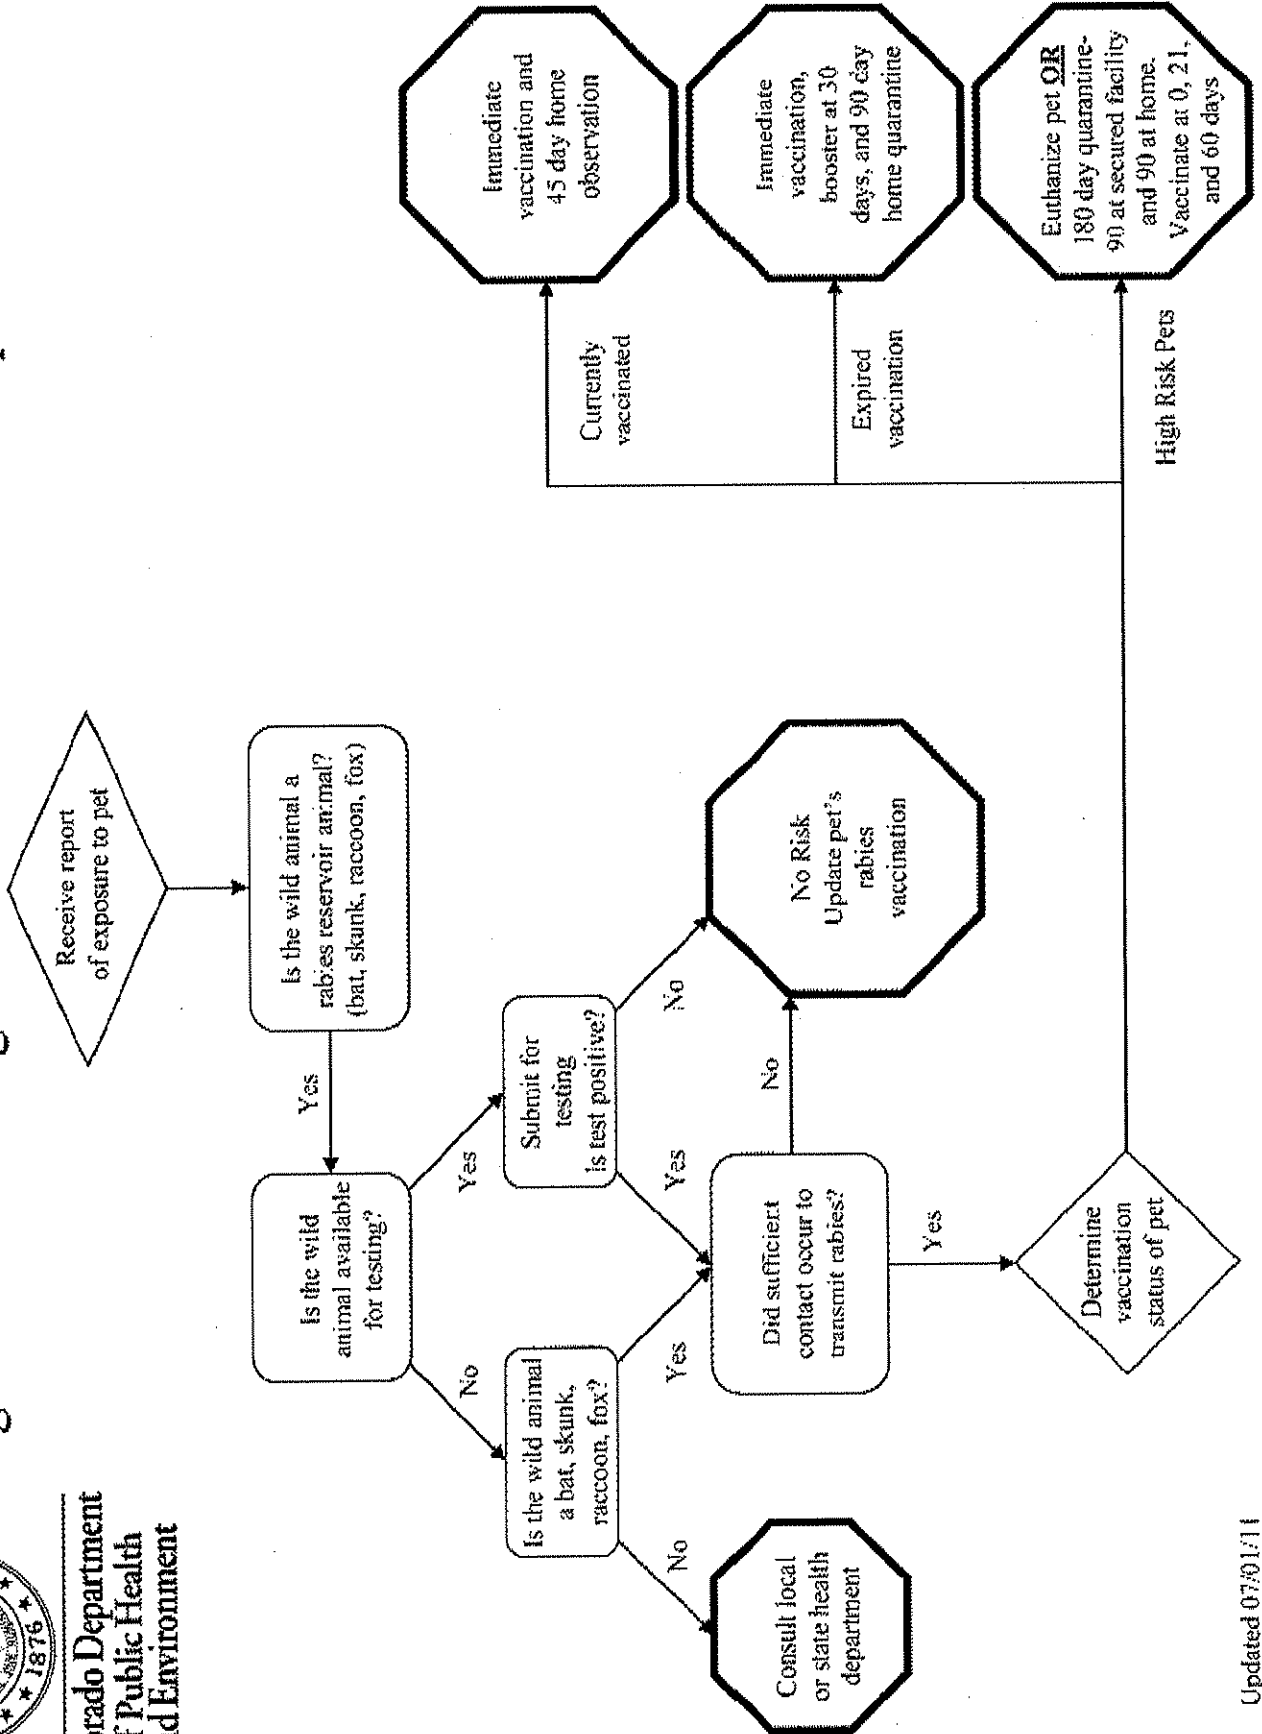 1876
rado Department
f Public Health
d Environment
Receive report
of exposure to pet
Is the wild animal a
rabies reservoir animal?
(bat, skunk, raccoon, fox)
Yes
Is the wild
animal available
for testing?
No
Yes
Is the wild animal
a bat, skunk,
raccoon, fox?
Submit for
testing
is test positive?
No
Yes
Yes
No
Consult local
or state health
department
Did sufficient
contact occur to
transmit rabies?
No
No Risk
Update pet's
rabies
vaccination
Yes
Determine
vaccination
status of pet
Currently
vaccinated
Immediate
vaccination and
45 day home
observation
Expired
vaccination
Immediate
vaccination,
booster at 30
days, and 90 day
home quarantine
High Risk Pets
Euthanize pet OR
180 day quarantine-
90 at secured facility
and 90 at home.
Vaccinate at 0, 21,
and 60 days
Updated 07/01/11